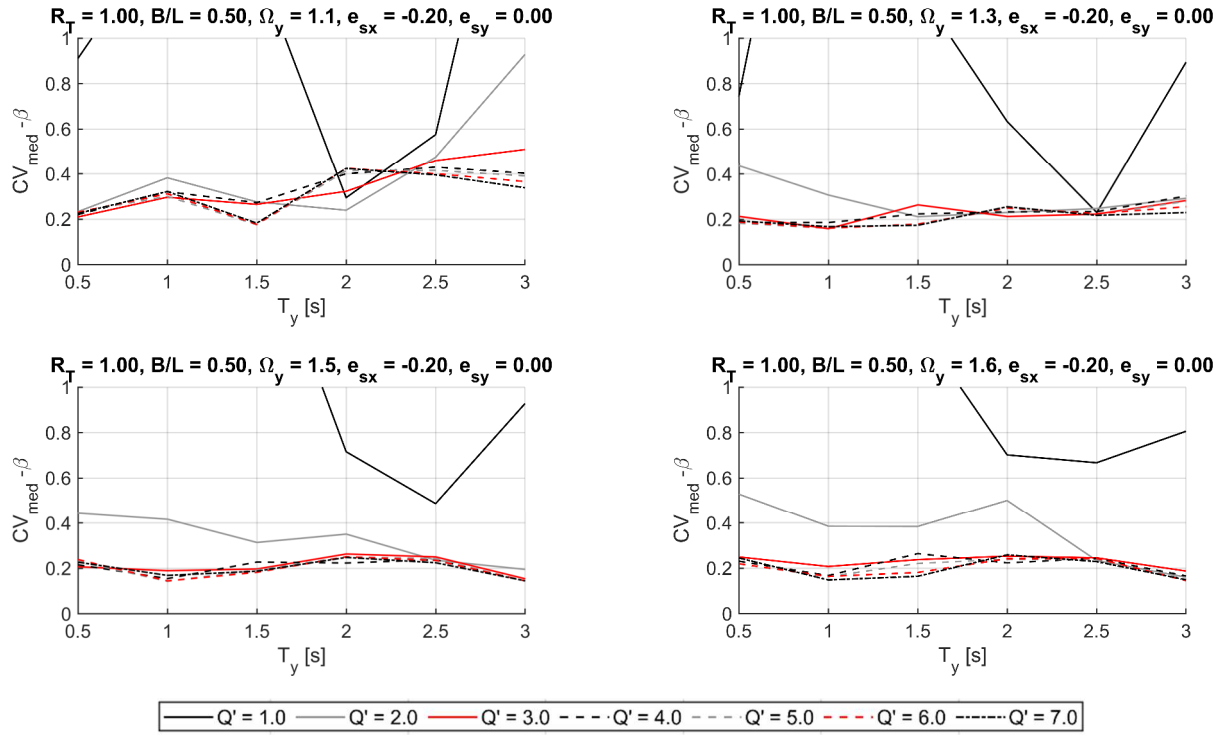 R_T = 1.00, B/L = 0.50, Ω_y = 1.1, e_sx = -0.20, e_sy = 0.00
1
0.8
0.6
0.4
0.2
0
CV_med -β
0.5 1 1.5 2 2.5 3
T_y [s]
R_T = 1.00, B/L = 0.50, Ω_y = 1.3, e_sx = -0.20, e_sy = 0.00
1
0.8
0.6
0.4
0.2
0
CV_med -β
0.5 1 1.5 2 2.5 3
T_y [s]
R_T = 1.00, B/L = 0.50, Ω_y = 1.5, e_sx = -0.20, e_sy = 0.00
1
0.8
0.6
0.4
0.2
0
CV_med -β
0.5 1 1.5 2 2.5 3
T_y [s]
R_T = 1.00, B/L = 0.50, Ω_y = 1.6, e_sx = -0.20, e_sy = 0.00
1
0.8
0.6
0.4
0.2
0
CV_med -β
0.5 1 1.5 2 2.5 3
T_y [s]
Q' = 1.0 Q' = 2.0 Q' = 3.0 Q' = 4.0 Q' = 5.0 Q' = 6.0 Q' = 7.0